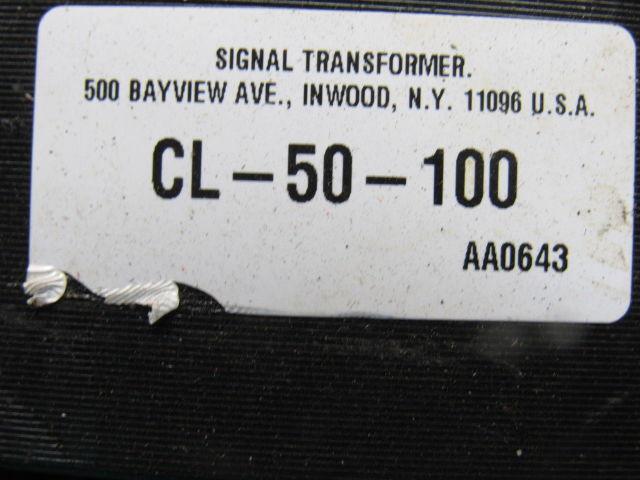 SIGNAL TRANSFORMER.
500 BAYVIEW AVE., INWOOD, N.Y. 11096 U.S.A.
CL-50-100
AA0643